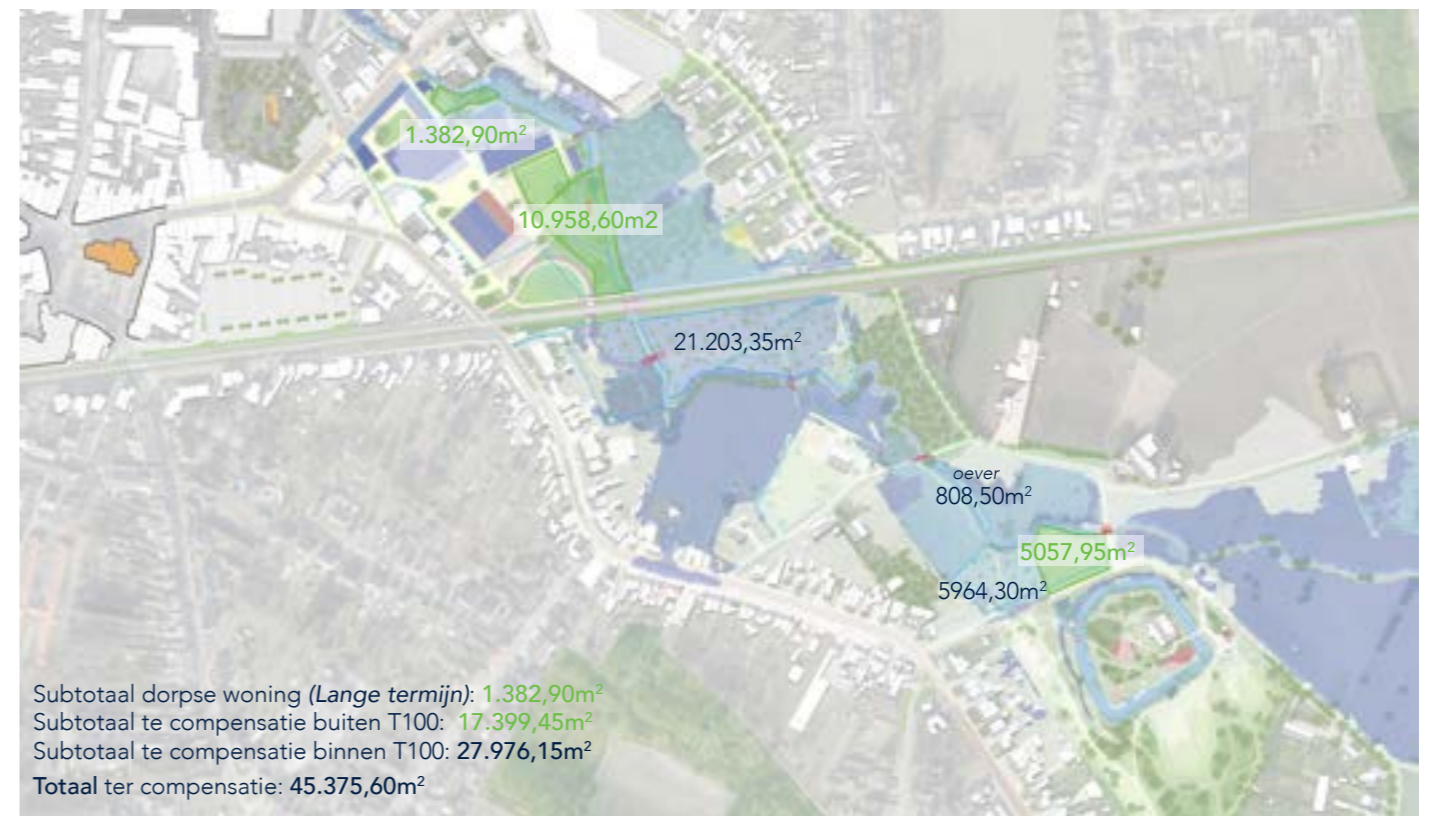 1.382,90m²
10.958,60m2
21.203,35m²
oever
808,50m²
5057,95m²
5964,30m²
Subtotaal dorpse woning (Lange termijn): 1.382,90m²
Subtotaal te compensatie buiten T100: 17.399,45m²
Subtotaal te compensatie binnen T100: 27.976,15m²
Totaal ter compensatie: 45.375,60m²